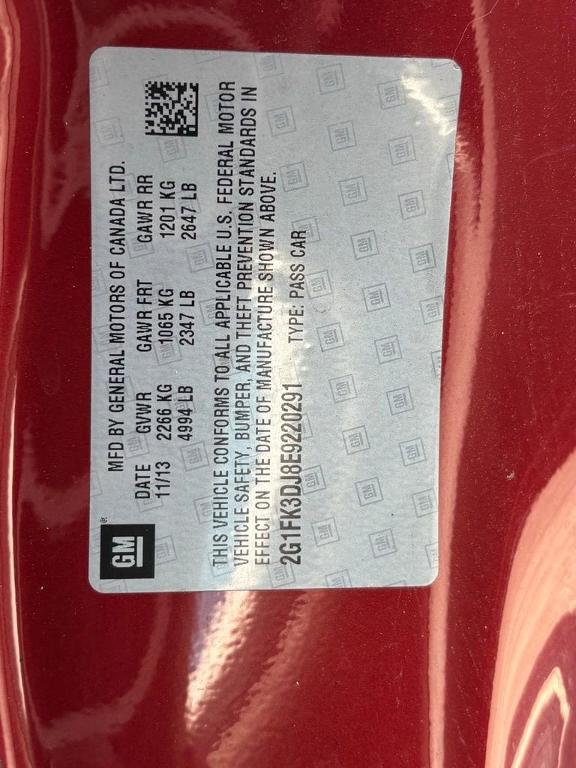 GM
MFD BY GENERAL MOTORS OF CANADA LTD.
DATE GVWR GAWR FRT GAWR RR
11/13 2266 KG 1065 KG 1201 KG
4994 LB 2347 LB 2647 LB
THIS VEHICLE CONFORMS TO ALL APPLICABLE U.S. FEDERAL MOTOR
VEHICLE SAFETY, BUMPER, AND THEFT PREVENTION STANDARDS IN
EFFECT ON THE DATE OF MANUFACTURE SHOWN ABOVE.
2G1FK3DJ8E9220291 TYPE: PASS CAR